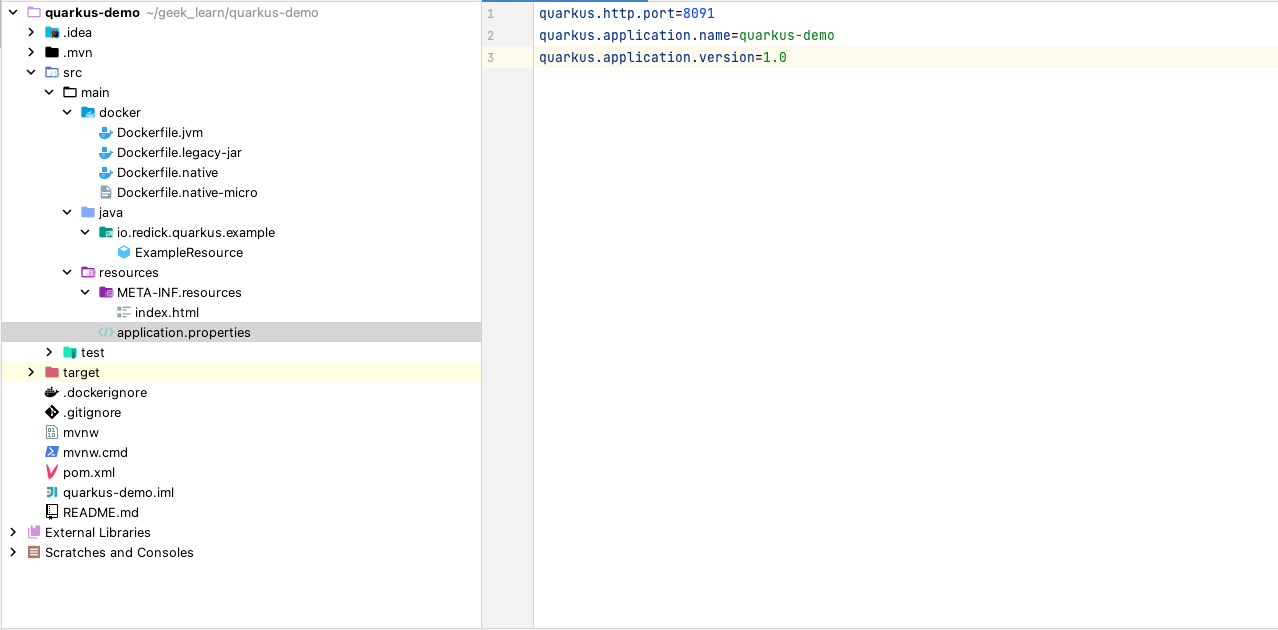 quarkus-demo ~/geek_learn/quarkus-demo
.idea
.mvn
src
main
docker
Dockerfile.jvm
Dockerfile.legacy-jar
Dockerfile.native
Dockerfile.native-micro
java
io.redick.quarkus.example
ExampleResource
resources
META-INF.resources
index.html
application.properties
test
target
.dockerignore
.gitignore
mvnw
mvnw.cmd
pom.xml
quarkus-demo.iml
README.md
External Libraries
Scratches and Consoles
1 quarkus.http.port=8091
2 quarkus.application.name=quarkus-demo
3 quarkus.application.version=1.0